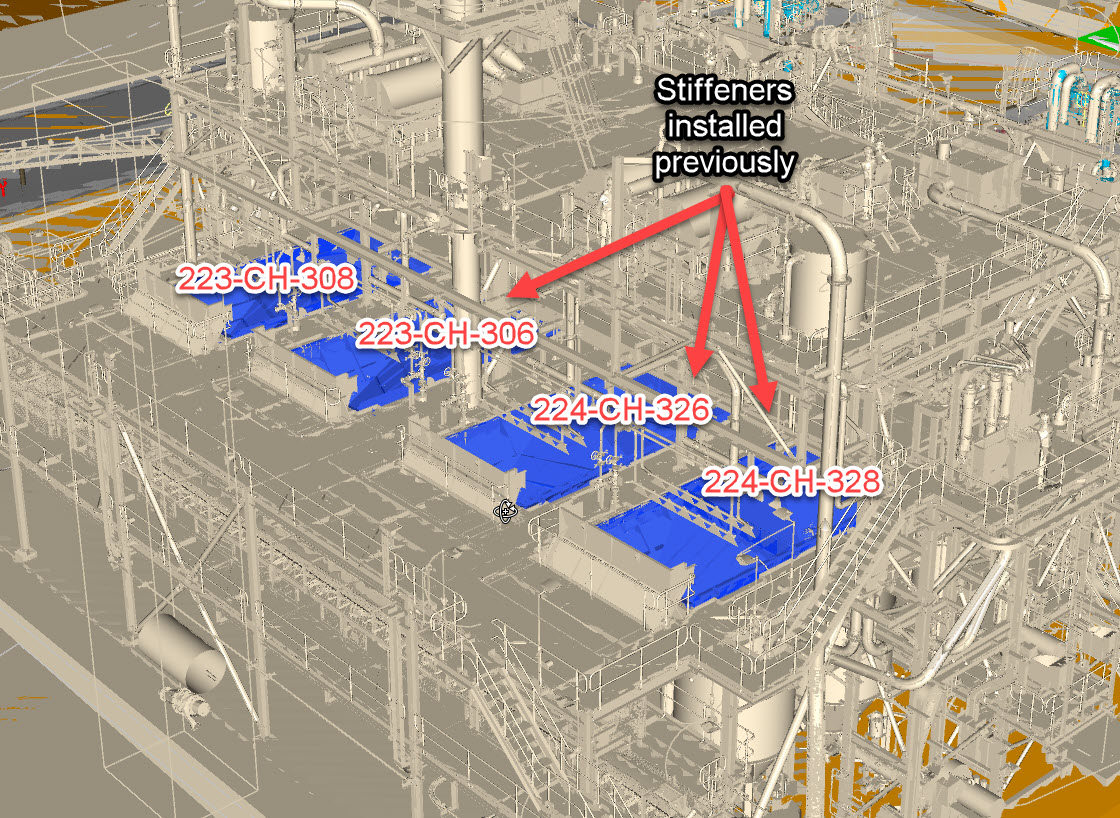 Stiffeners
installed
previously
223-CH-308
223-CH-306
224-CH-326
224-CH-328
Y